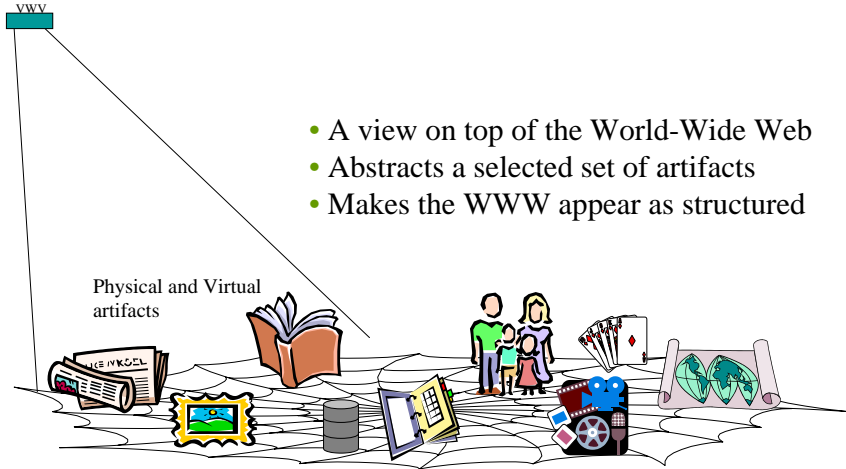 VWV
• A view on top of the World-Wide Web
• Abstracts a selected set of artifacts
• Makes the WWW appear as structured
Physical and Virtual
artifacts